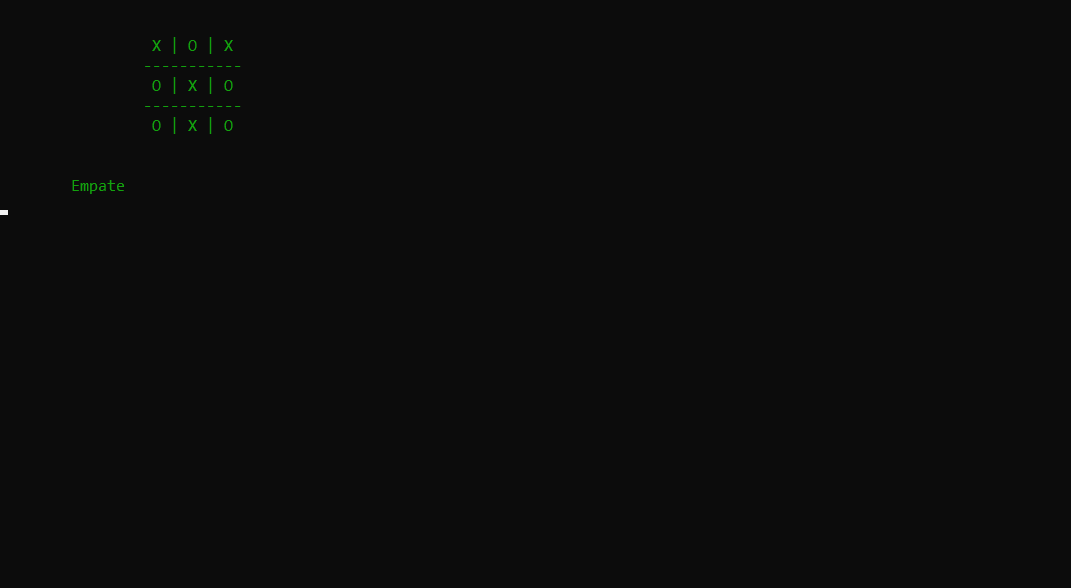 X | O | X
-----------
O | X | O
-----------
O | X | O
Empate